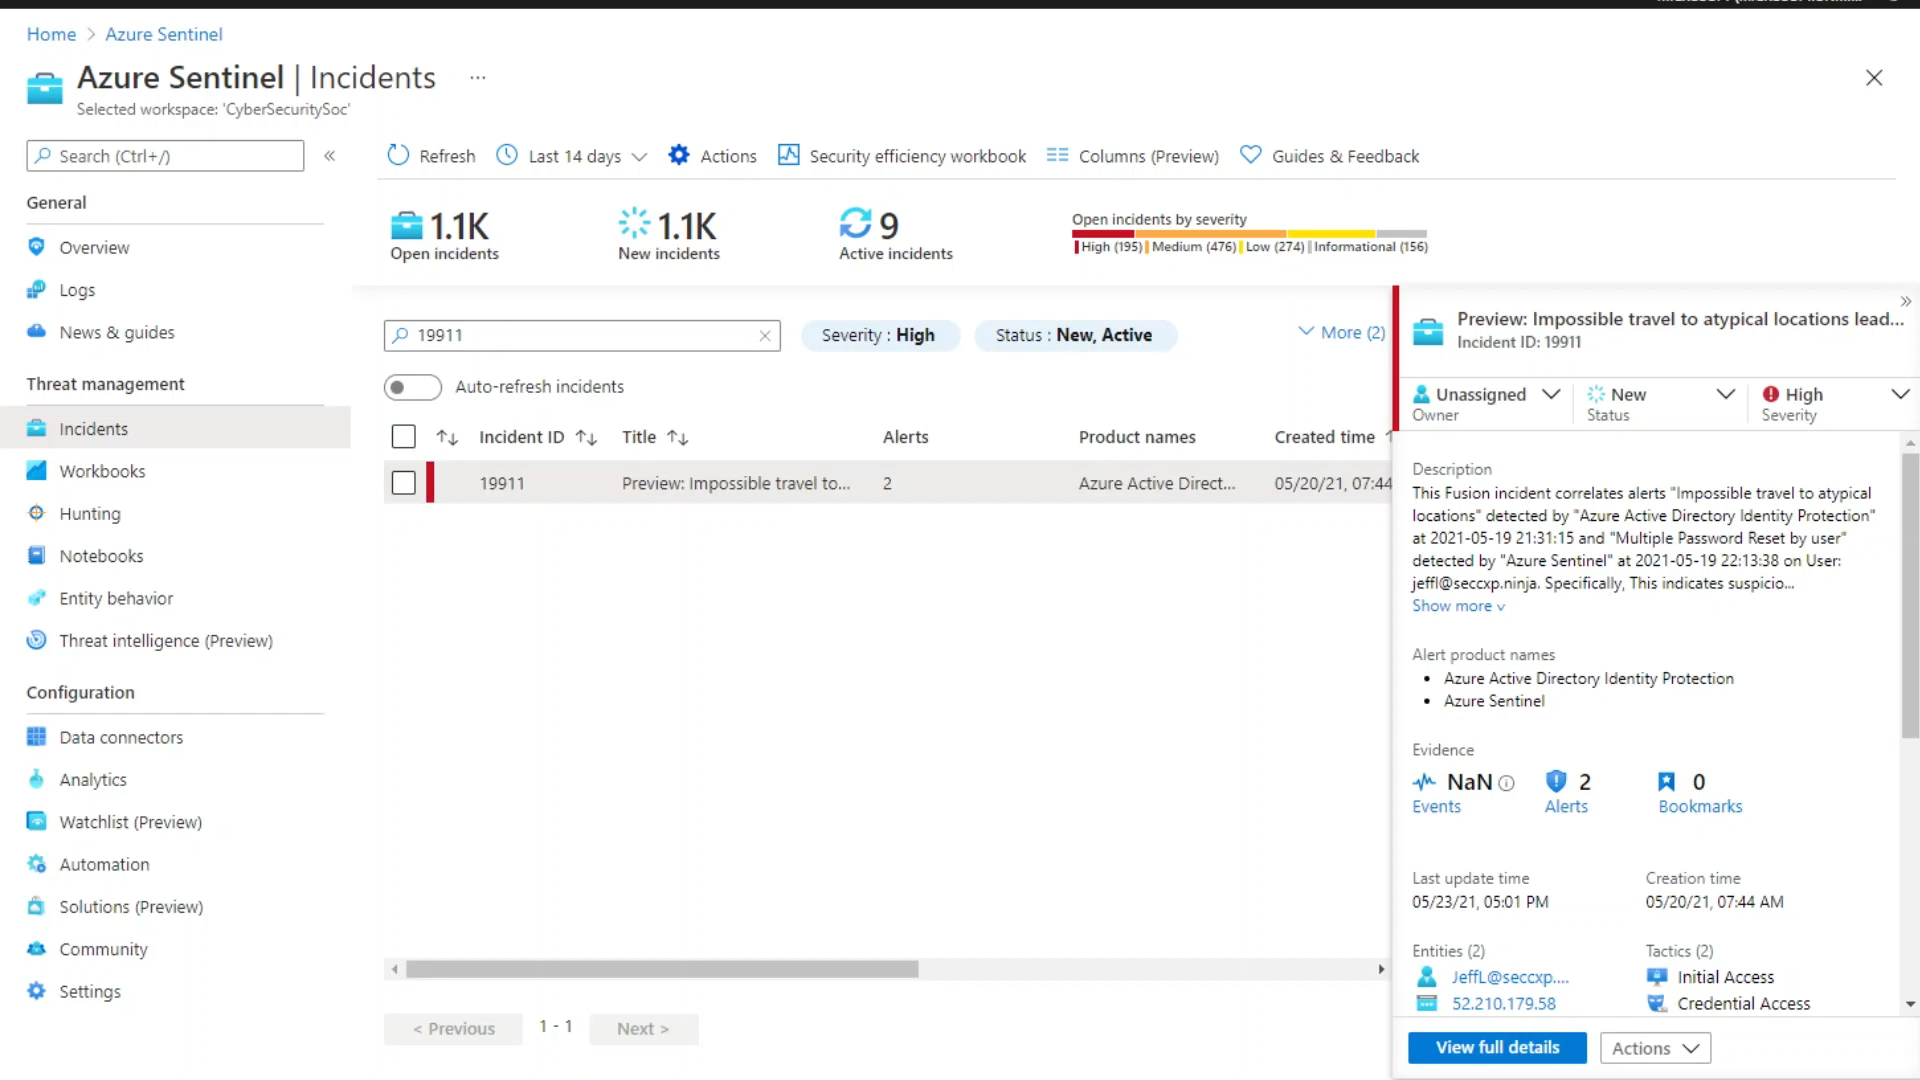 Home > Azure Sentinel
Azure Sentinel | Incidents ...
Selected workspace: 'CyberSecuritySoc'
Search (Ctrl+/) «
General
Overview
Logs
News & guides
Threat management
Incidents
Workbooks
Hunting
Notebooks
Entity behavior
Threat intelligence (Preview)
Configuration
Data connectors
Analytics
Watchlist (Preview)
Automation
Solutions (Preview)
Community
Settings
Refresh Last 14 days Actions Security efficiency workbook Columns (Preview) Guides & Feedback
1.1K
Open incidents
1.1K
New incidents
9
Active incidents
Open incidents by severity
High (195) Medium (476) Low (274) Informational (156)
19911 Severity : High Status : New, Active More (2)
Auto-refresh incidents
Incident ID Title Alerts Product names Created time
19911 Preview: Impossible travel to... 2 Azure Active Direct... 05/20/21, 07:44
< Previous 1 - 1 Next >
»
Preview: Impossible travel to atypical locations lead...
Incident ID: 19911
Unassigned New High
Owner Status Severity
Description
This Fusion incident correlates alerts "Impossible travel to atypical
locations" detected by "Azure Active Directory Identity Protection"
at 2021-05-19 21:31:15 and "Multiple Password Reset by user"
detected by "Azure Sentinel" at 2021-05-19 22:13:38 on User:
jeffl@seccxp.ninja. Specifically, This indicates suspicio...
Show more
Alert product names
• Azure Active Directory Identity Protection
• Azure Sentinel
Evidence
NaN 2 0
Events Alerts Bookmarks
Last update time Creation time
05/23/21, 05:01 PM 05/20/21, 07:44 AM
Entities (2) Tactics (2)
JeffL@seccxp.... Initial Access
52.210.179.58 Credential Access
View full details Actions